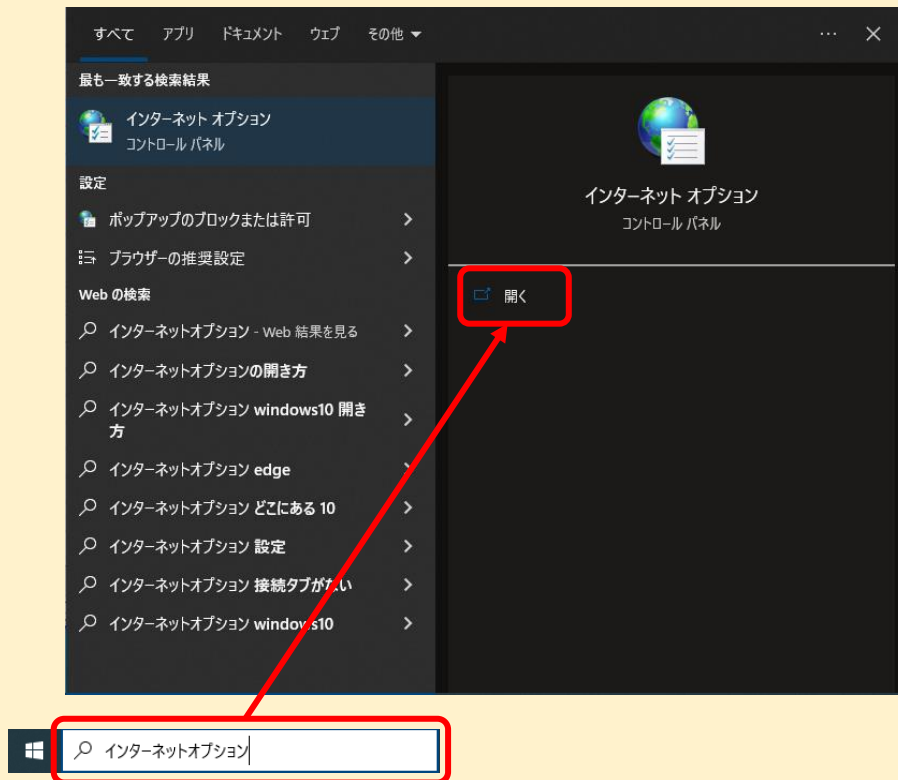 すべて アプリ ドキュメント ウェブ その他
最も一致する検索結果
インターネット オプション
コントロール パネル
設定
ポップアップのブロックまたは許可
ブラウザーの推奨設定
Web の検索
インターネットオプション - Web 結果を見る
インターネットオプションの開き方
インターネットオプション windows10 開き
方
インターネットオプション edge
インターネットオプション どこにある 10
インターネットオプション 設定
インターネットオプション 接続タブがない
インターネットオプション windows10
インターネット オプション
コントロール パネル
開く
インターネットオプション